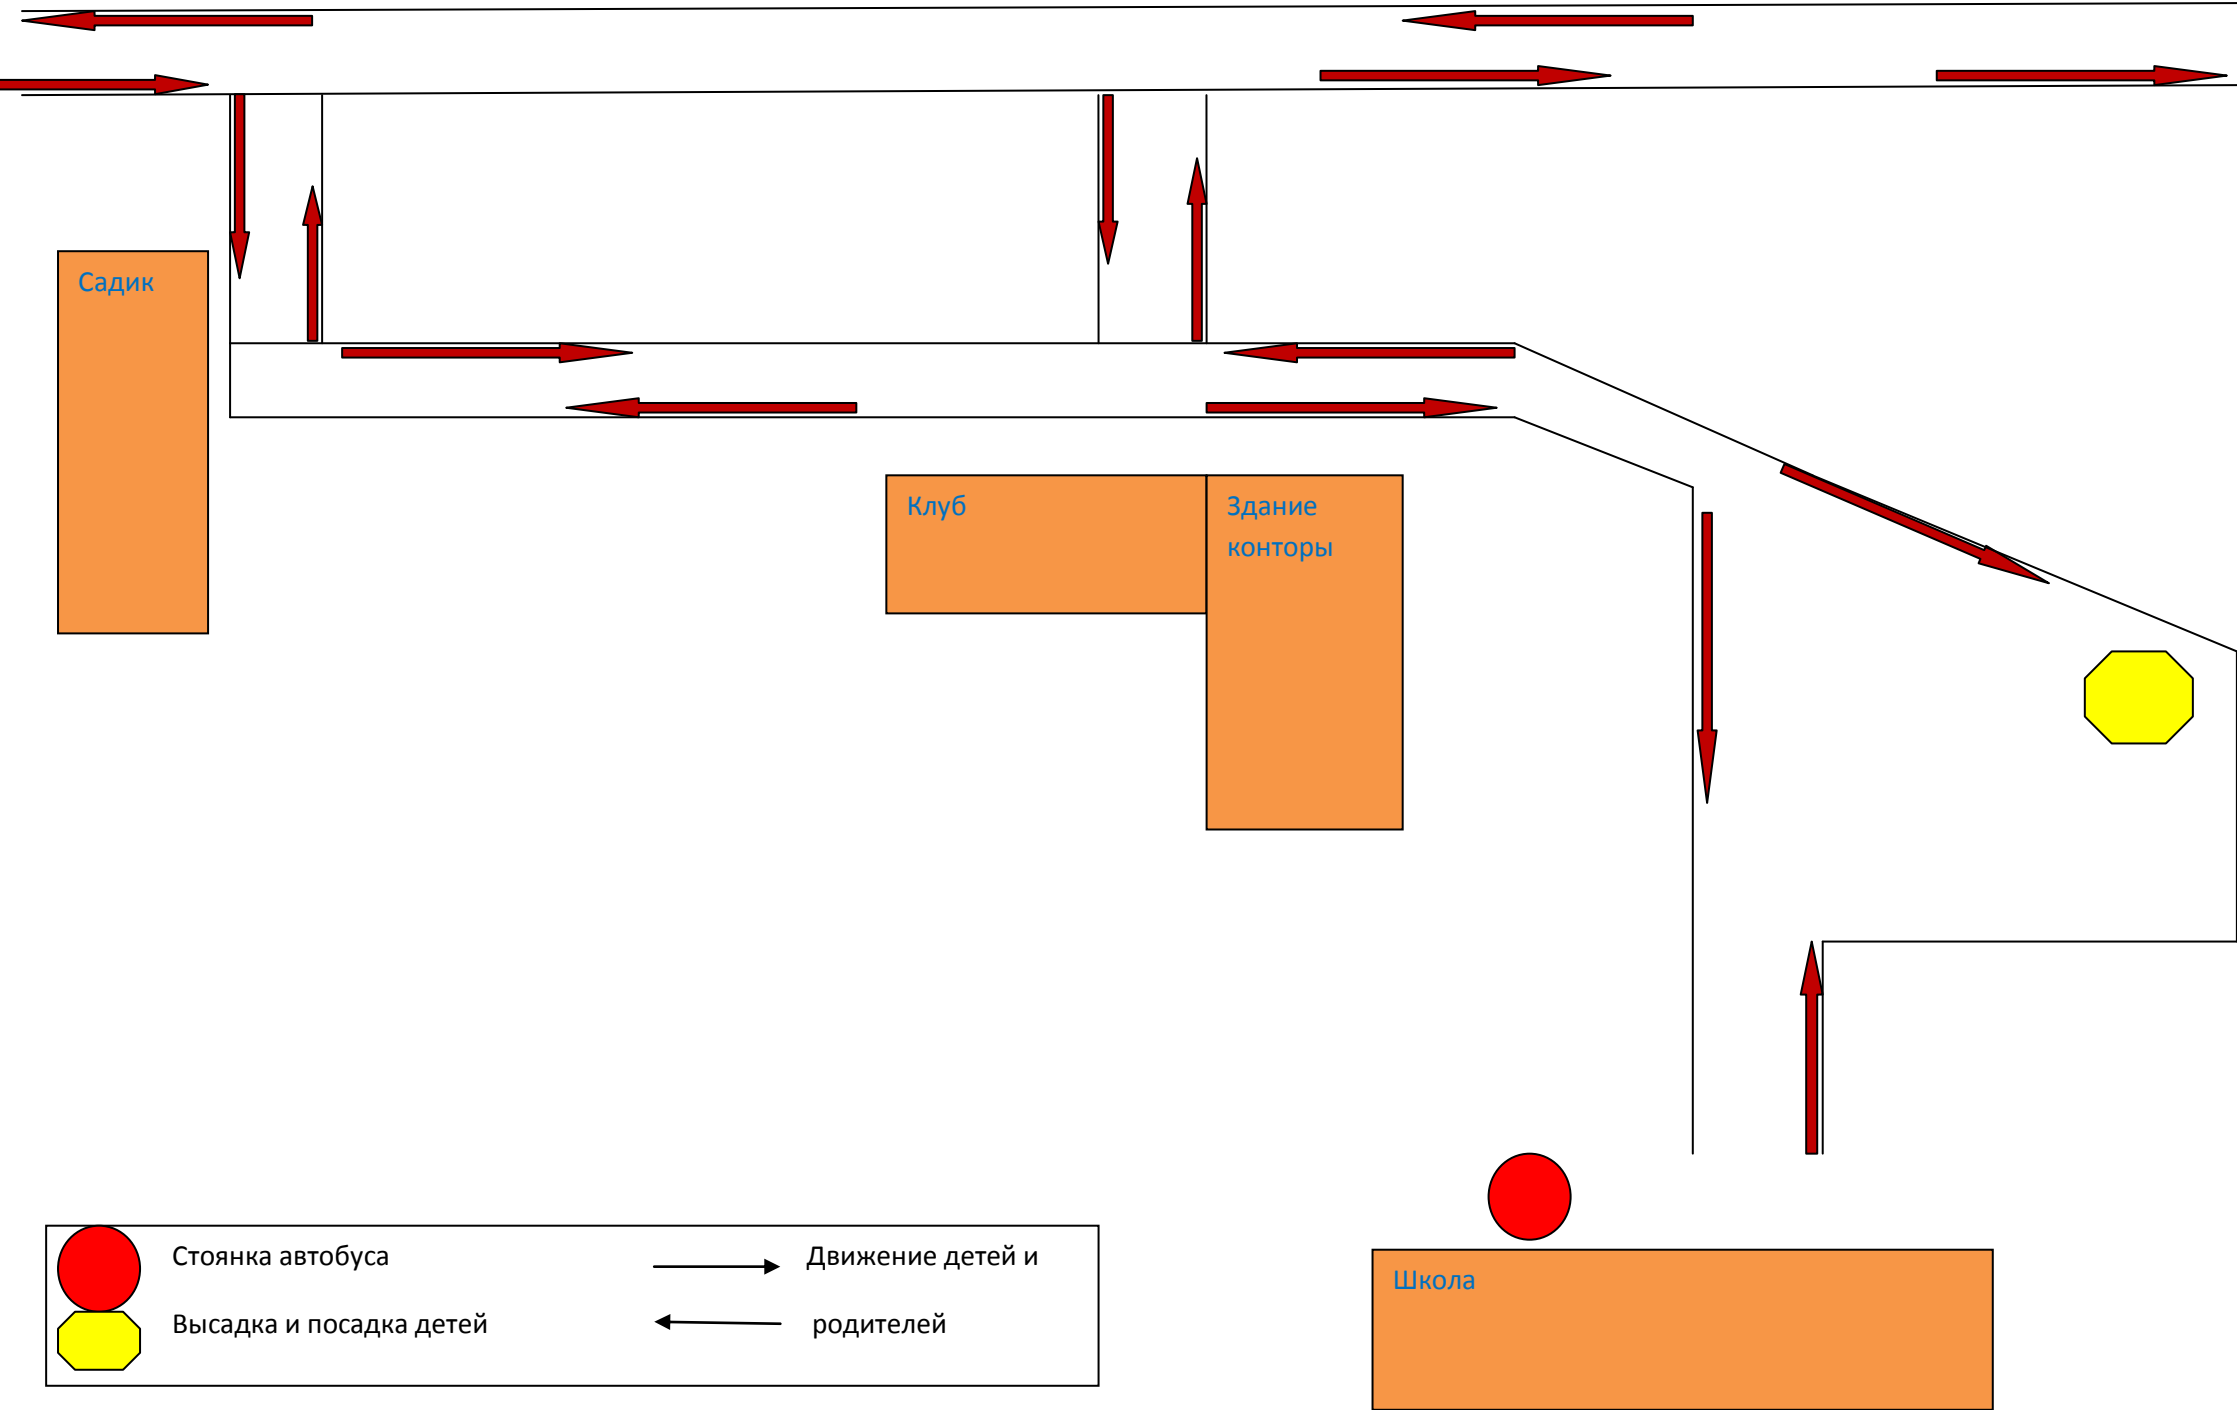 Садик
Клуб
Здание
конторы
Стоянка автобуса
Движение детей и
Высадка и посадка детей
родителей
Школа